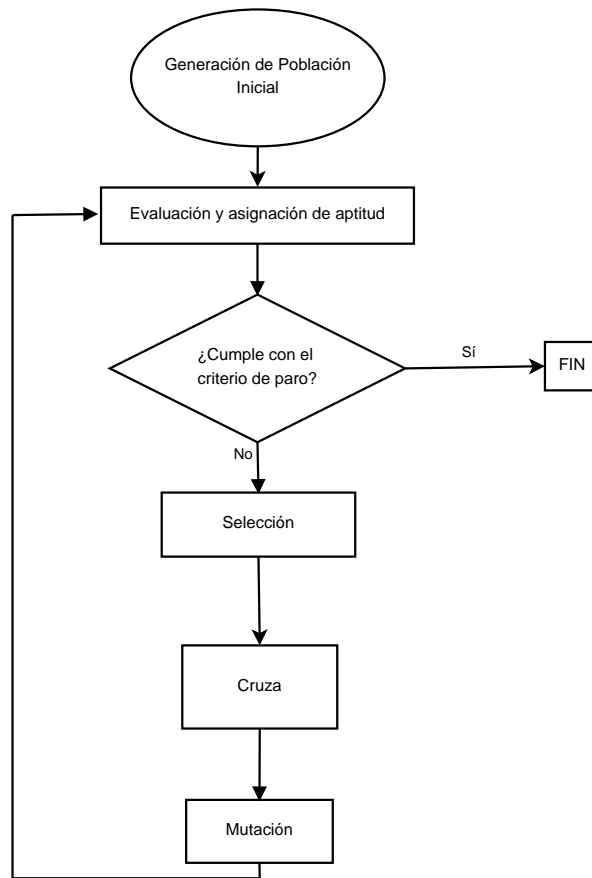 Generación de Población
Inicial
Evaluación y asignación de aptitud
¿Cumple con el
criterio de paro?
Sí
FIN
No
Selección
Cruza
Mutación